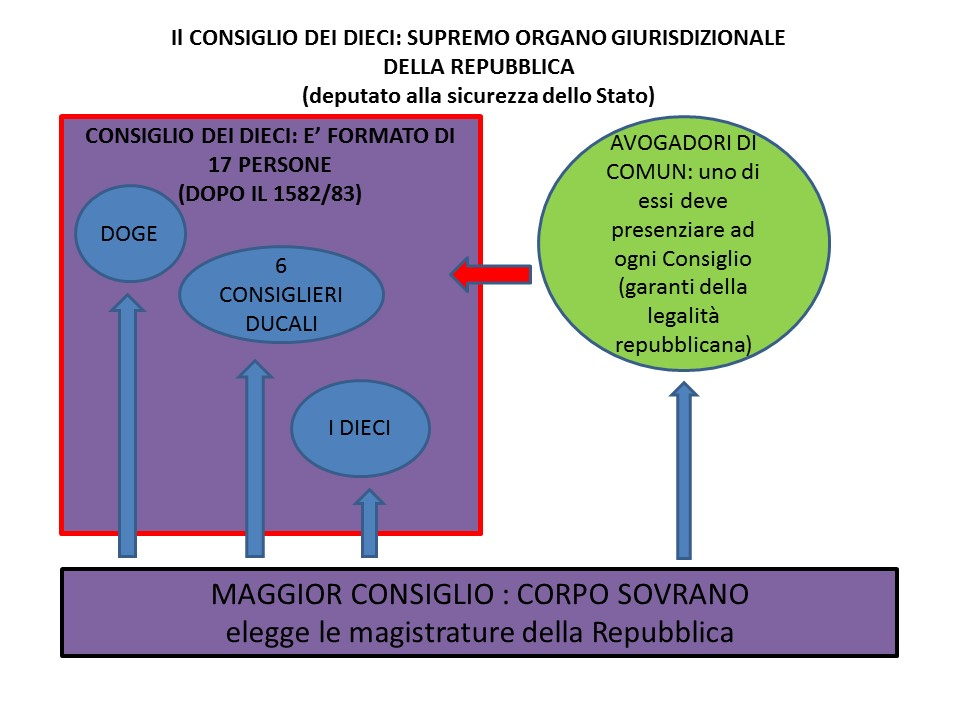 Il CONSIGLIO DEI DIECI: SUPREMO ORGANO GIURISDIZIONALE
DELLA REPUBBLICA
(deputato alla sicurezza dello Stato)
CONSIGLIO DEI DIECI: E’ FORMATO DI
17 PERSONE
(DOPO IL 1582/83)
DOGE
6
CONSIGLIERI
DUCALI
I DIECI
AVOGADORI DI
COMUN: uno di
essi deve
presenziare ad
ogni Consiglio
(garanti della
legalità
repubblicana)
MAGGIOR CONSIGLIO : CORPO SOVRANO
elegge le magistrature della Repubblica